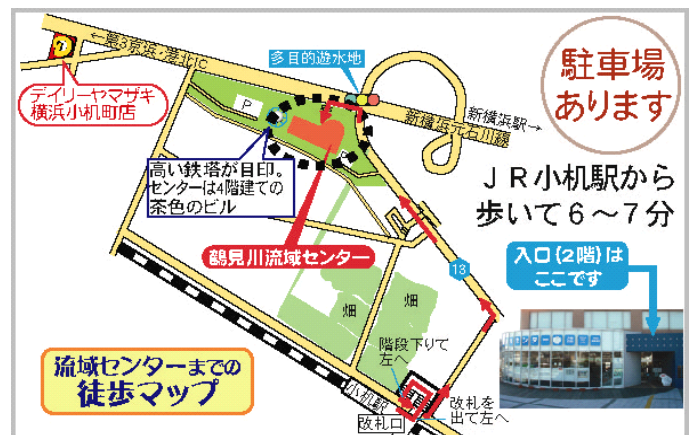 ←第3京浜・港北IC
多目的遊水地
駐車場
あります
デイリーヤマザキ
横浜小机町店
P
新横浜駅→
新横浜元石川線
高い鉄塔が目印。
センターは4階建ての
茶色のビル
JR小机駅から
歩いて6〜7分
鶴見川流域センター
入口(2階)は
ここです
13
畑
畑
階段下りて
左へ
流域センターまでの
徒歩マップ
小机駅
改札口
改札を
出て左へ